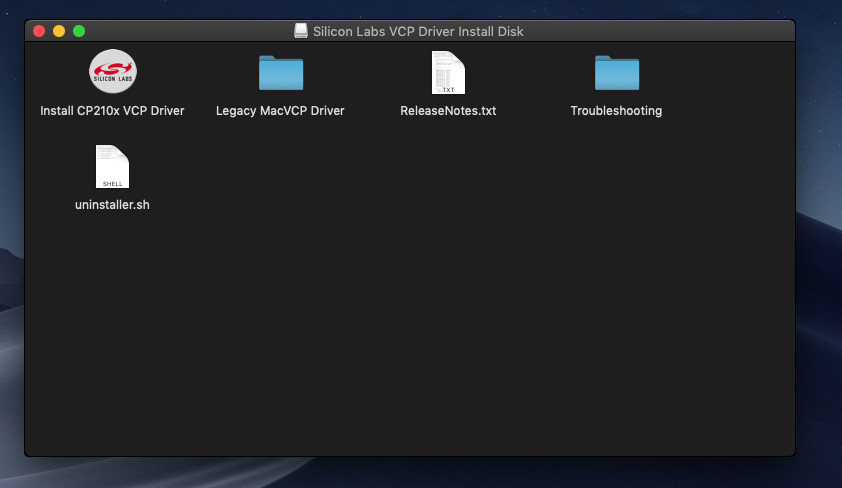 Silicon Labs VCP Driver Install Disk
SILICON LABS
TXT
Install CP210x VCP Driver
Legacy MacVCP Driver
ReleaseNotes.txt
Troubleshooting
SHELL
uninstaller.sh